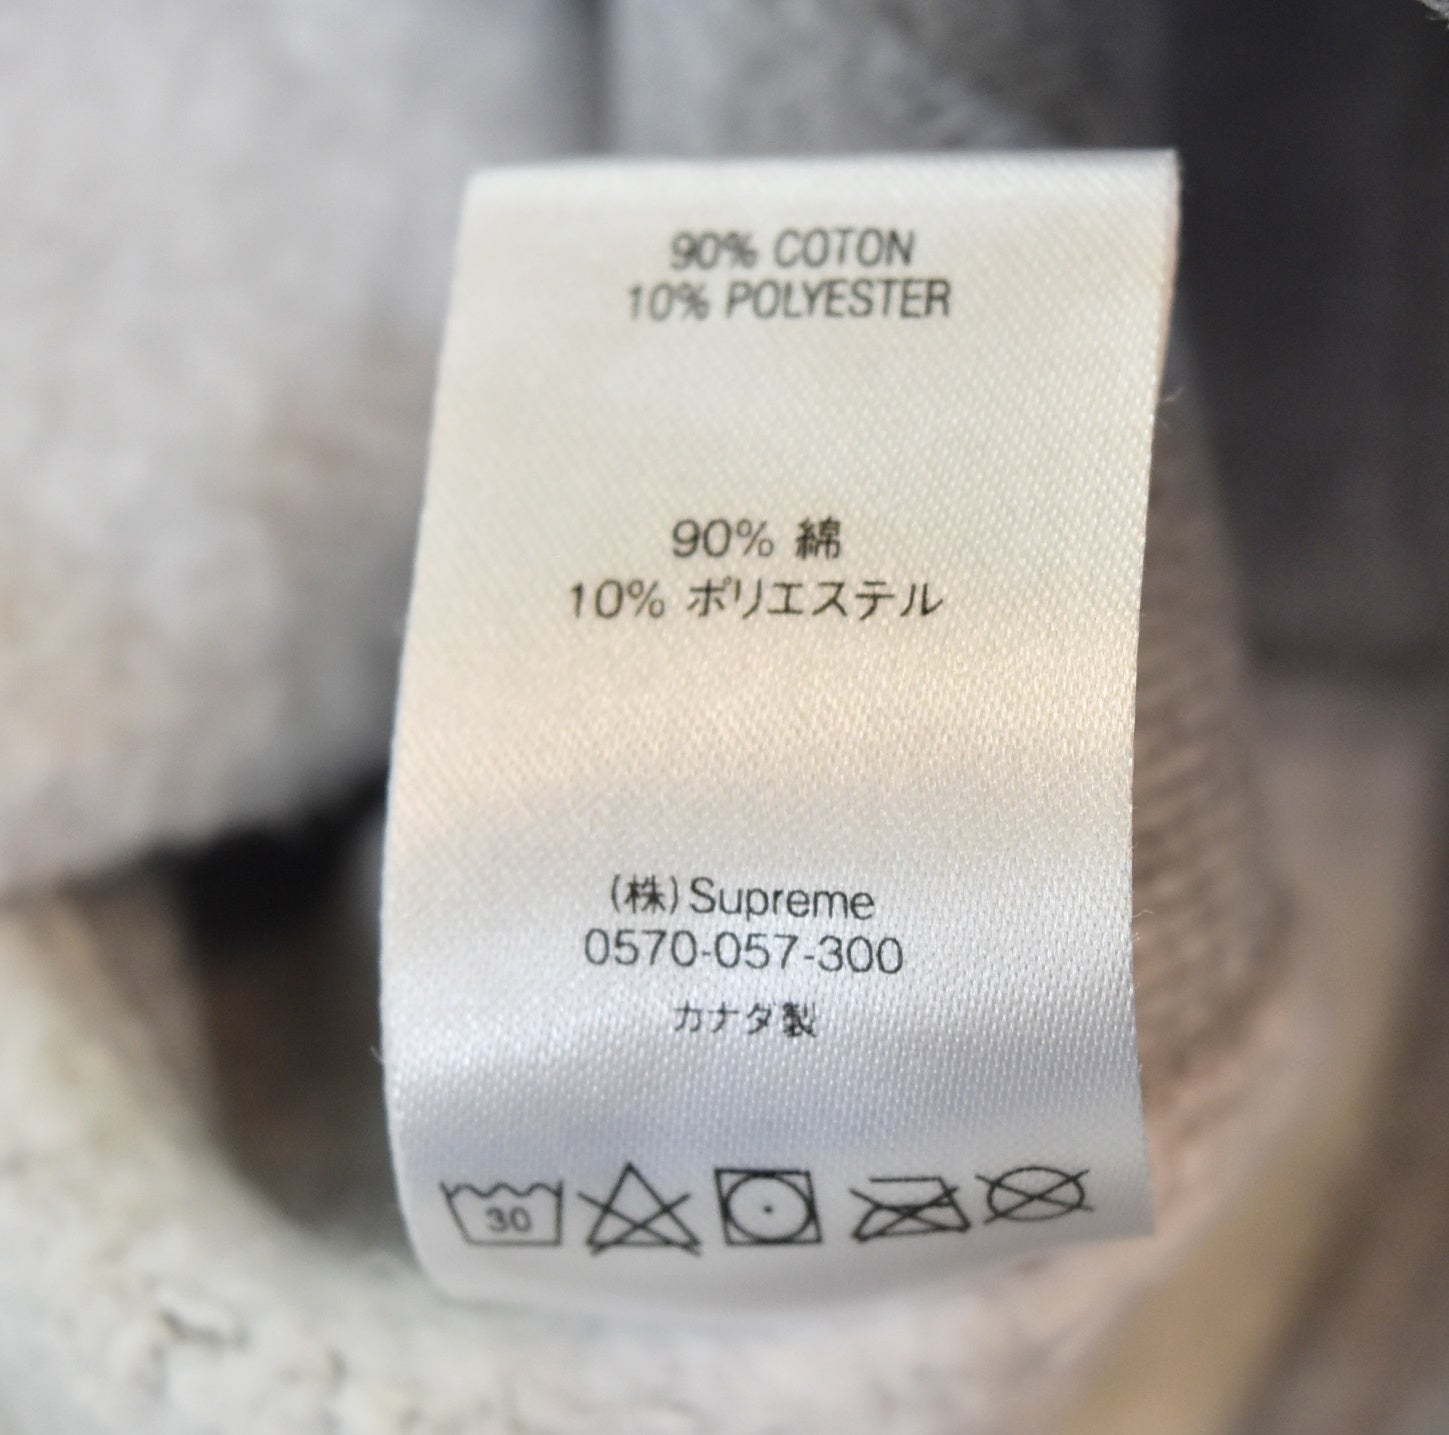 90% COTON
10% POLYESTER
90% 綿
10% ポリエステル
(株)Supreme
0570-057-300
カナダ製
30